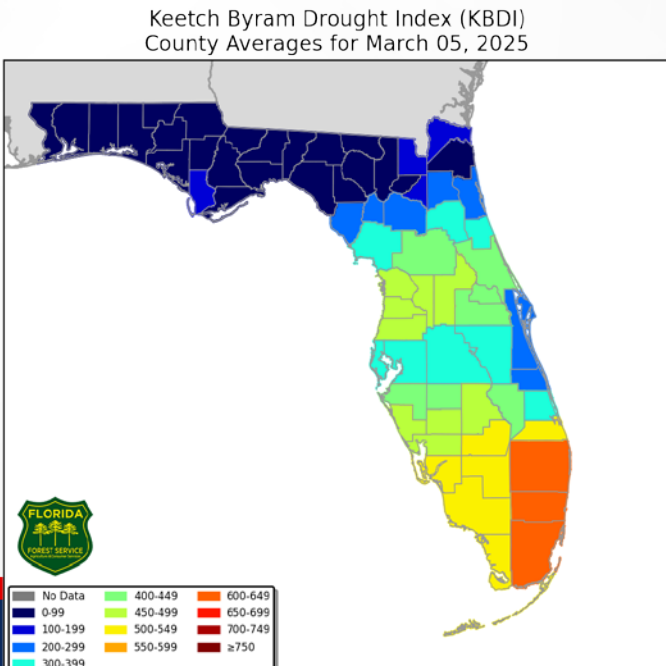 Keetch Byram Drought Index (KBDI)
County Averages for March 05, 2025
FLORIDA
FOREST SERVICE
No Data
0-99
100-199
200-299
300-399
400-449
450-499
500-549
550-599
600-649
650-699
700-749
≥750